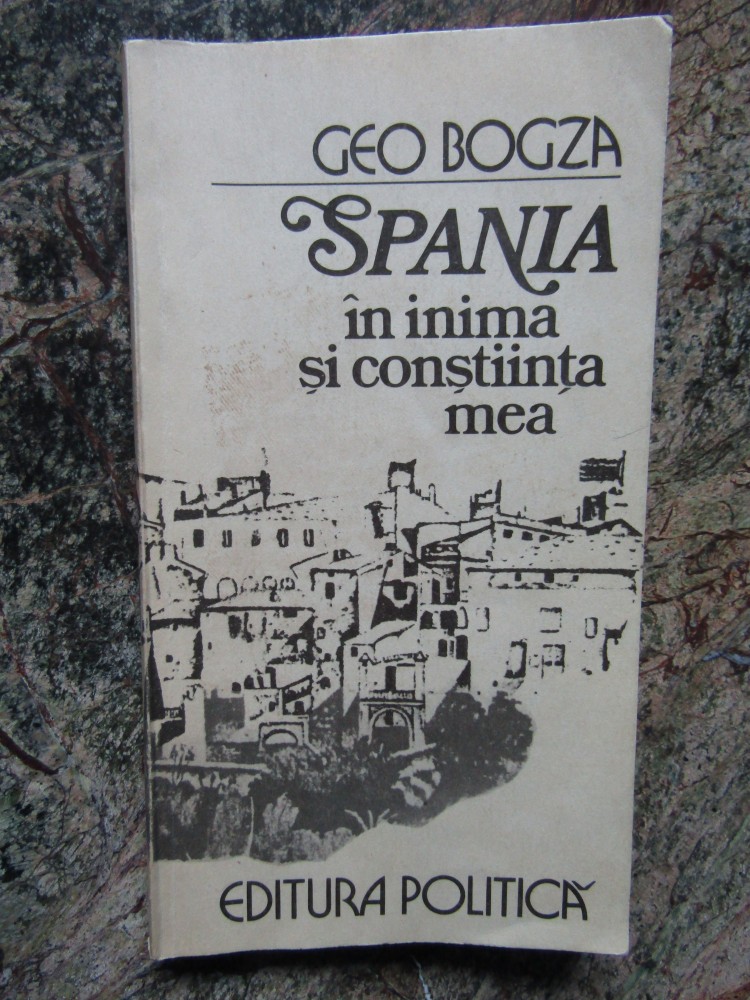 GEO BOGZA
SPANIA
în inima
și conștiința
mea
EDITURA POLITICĂ